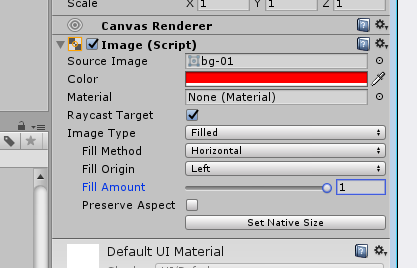 Scale X 1 Y 1 Z 1
Canvas Renderer
Image (Script)
Source Image bg-01
Color
Material None (Material)
Raycast Target
Image Type Filled
Fill Method Horizontal
Fill Origin Left
Fill Amount 1
Preserve Aspect
Set Native Size
Default UI Material